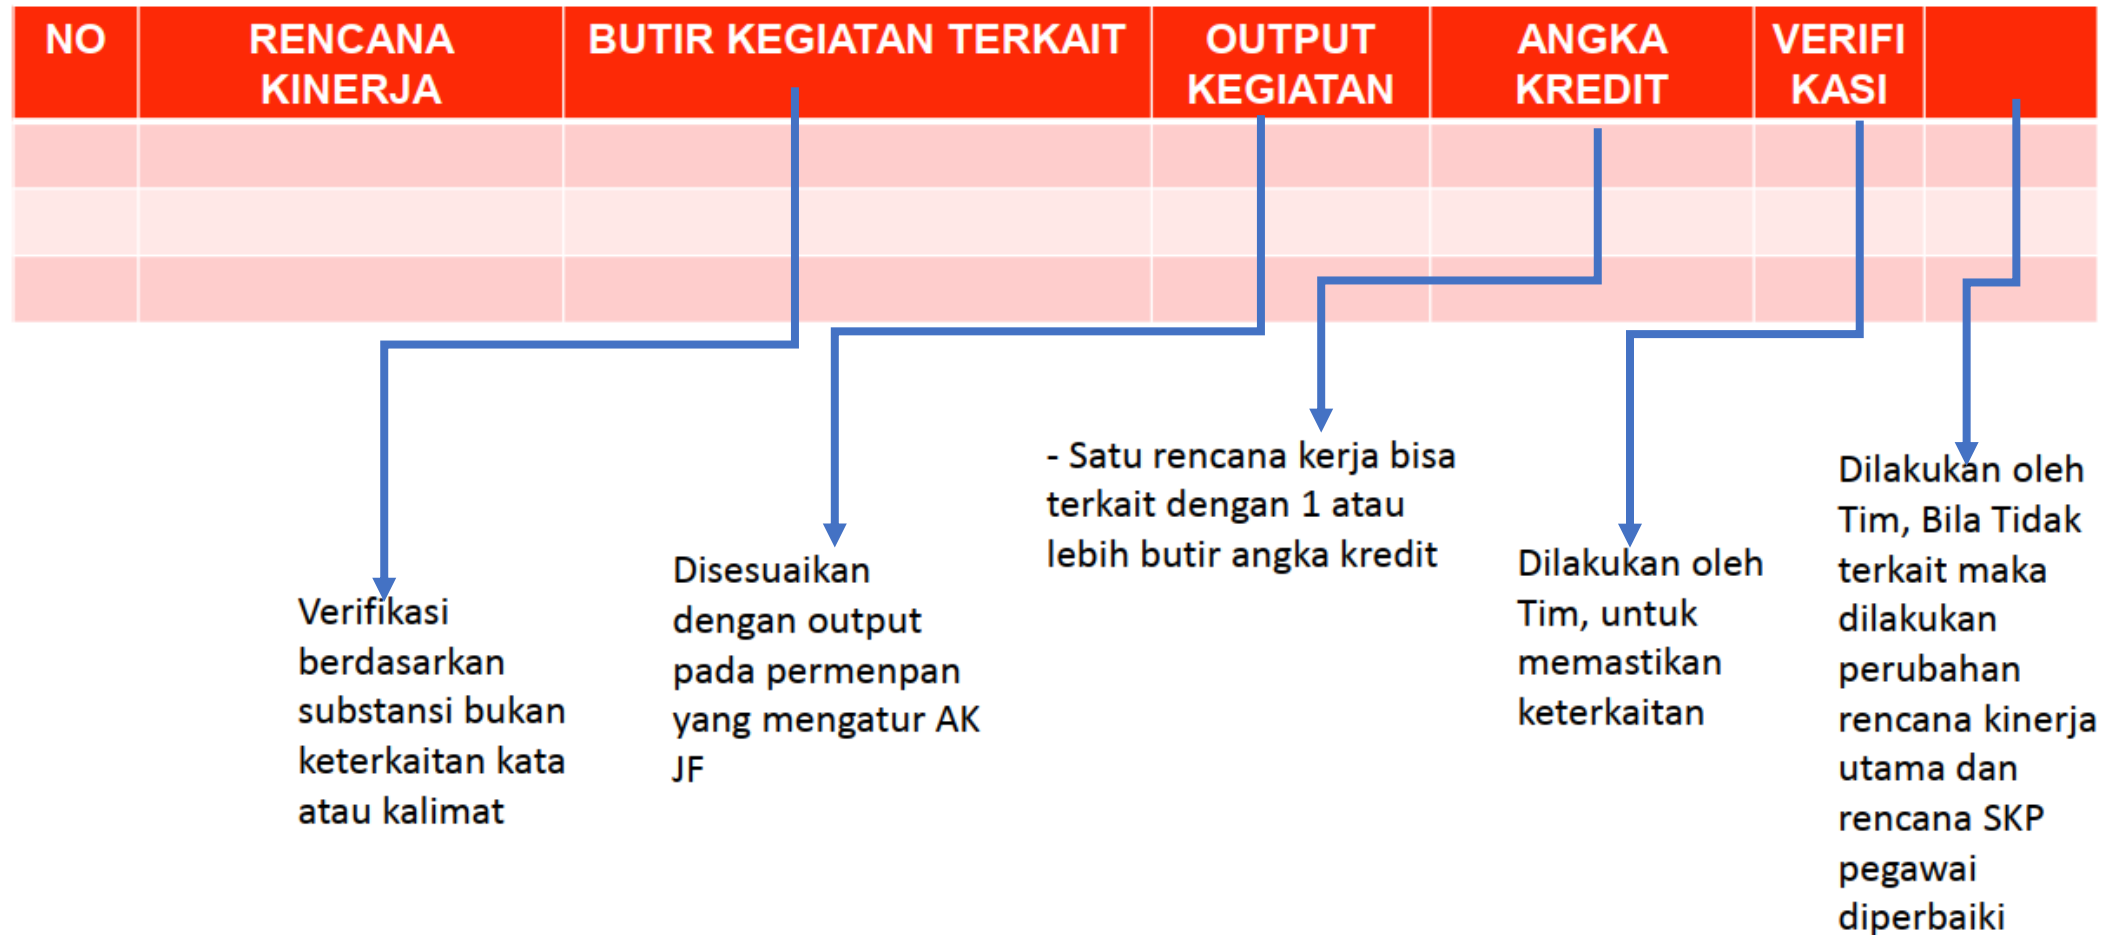 NO
RENCANA
KINERJA
BUTIR KEGIATAN TERKAIT
OUTPUT
KEGIATAN
ANGKA
KREDIT
VERIFI
KASI
Verifikasi
berdasarkan
substansi bukan
keterkaitan kata
atau kalimat
Disesuaikan
dengan output
pada permenpan
yang mengatur AK
JF
- Satu rencana kerja bisa
terkait dengan 1 atau
lebih butir angka kredit
Dilakukan oleh
Tim, untuk
memastikan
keterkaitan
Dilakukan oleh
Tim, Bila Tidak
terkait maka
dilakukan
perubahan
rencana kinerja
utama dan
rencana SKP
pegawai
diperbaiki